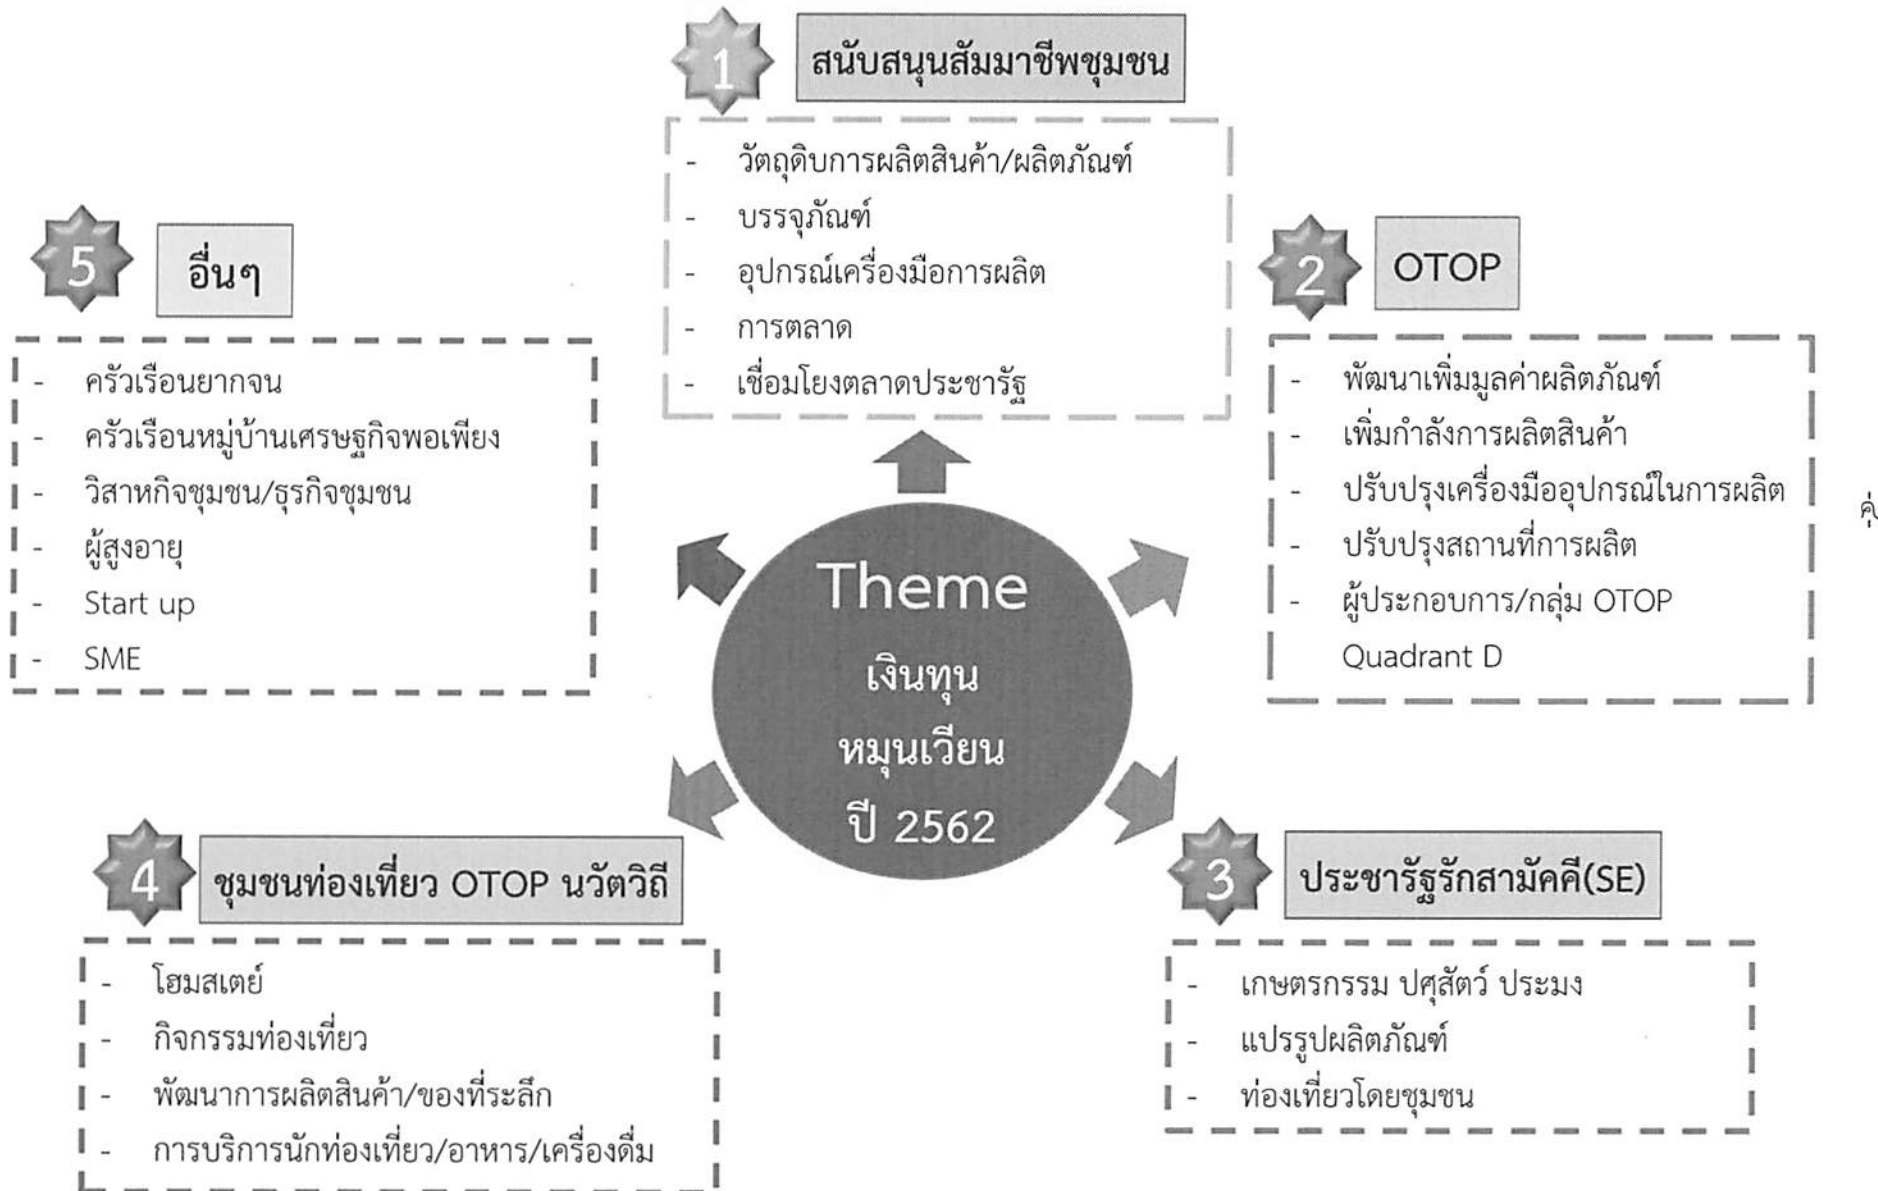 1
สนับสนุนสัมมาชีพชุมชน
- วัตถุดิบการผลิตสินค้า/ผลิตภัณฑ์
- บรรจุภัณฑ์
- อุปกรณ์เครื่องมือการผลิต
- การตลาด
- เชื่อมโยงตลาดประชารัฐ
2
OTOP
- พัฒนาเพิ่มมูลค่าผลิตภัณฑ์
- เพิ่มกำลังการผลิตสินค้า
- ปรับปรุงเครื่องมืออุปกรณ์ในการผลิต
- ปรับปรุงสถานที่การผลิต
- ผู้ประกอบการ/กลุ่ม OTOP
Quadrant D
3
ประชารัฐรักสามัคคี(SE)
- เกษตรกรรม ปศุสัตว์ ประมง
- แปรรูปผลิตภัณฑ์
- ท่องเที่ยวโดยชุมชน
4
ชุมชนท่องเที่ยว OTOP นวัตวิถี
- โฮมสเตย์
- กิจกรรมท่องเที่ยว
- พัฒนาการผลิตสินค้า/ของที่ระลึก
- การบริการนักท่องเที่ยว/อาหาร/เครื่องดื่ม
5
อื่นๆ
- ครัวเรือนยากจน
- ครัวเรือนหมู่บ้านเศรษฐกิจพอเพียง
- วิสาหกิจชุมชน/ธุรกิจชุมชน
- ผู้สูงอายุ
- Start up
- SME
Theme
เงินทุน
หมุนเวียน
ปี 2562